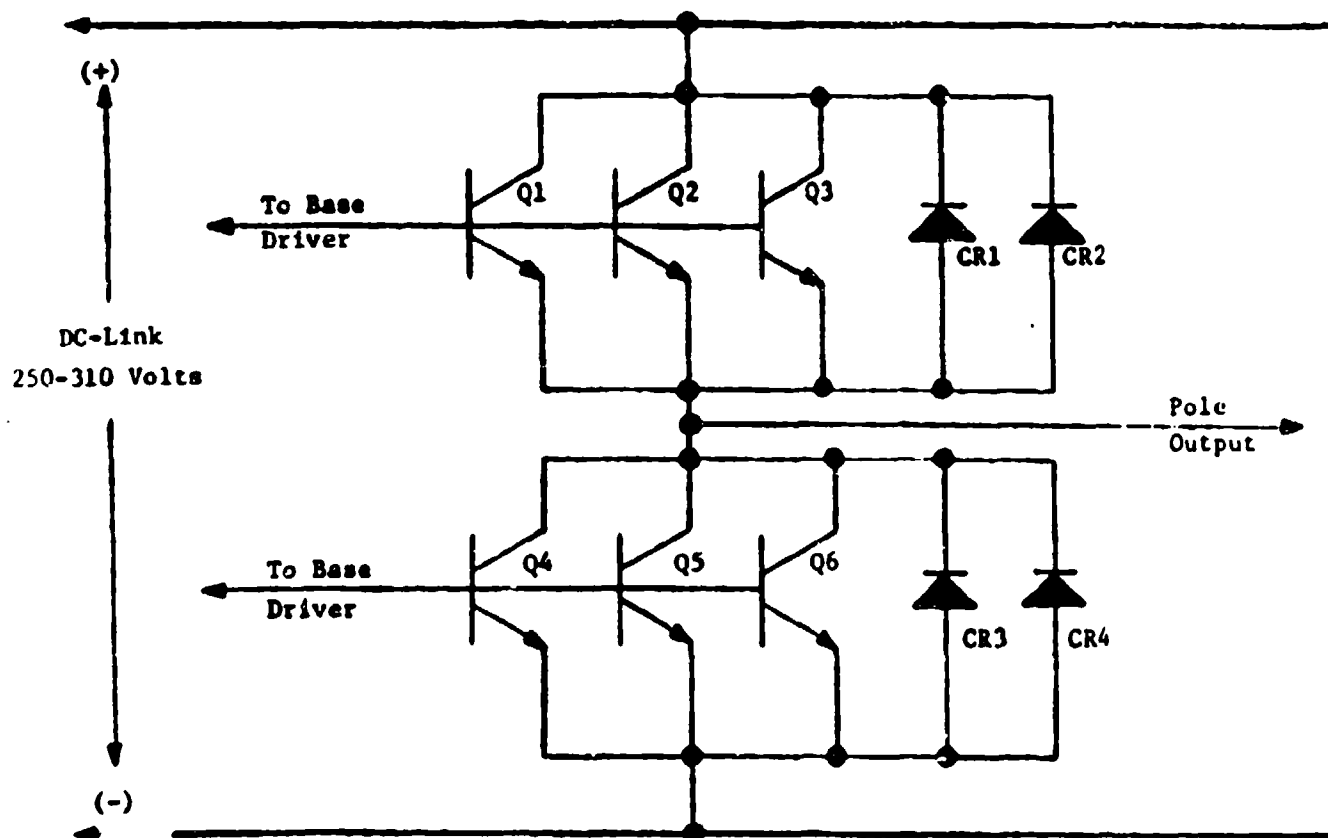 (+)
Q1
Q2
Q3
To Base
Driver
CR1
CR2
DC-Link
250-310 Volts
Pole
Output
Q4
Q5
Q6
To Base
Driver
CR3
CR4
(-)